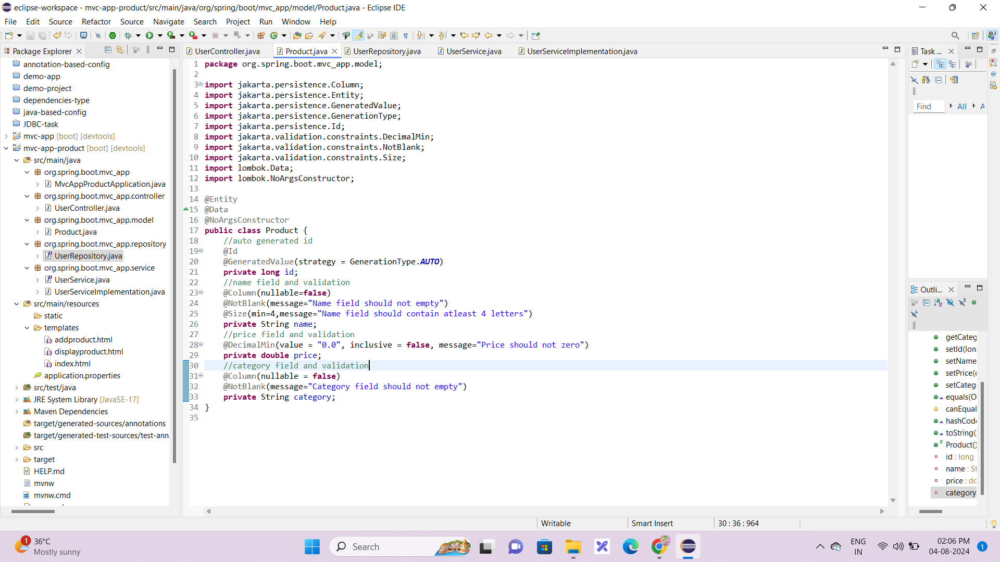 eclipse-workspace - mvc-app-product/src/main/java/org/spring/boot/mvc_app/model/Product.java - Eclipse IDE
File Edit Source Refactor Source Navigate Search Project Run Window Help
Package Explorer
annotation-based-config
demo-app
demo-project
dependencies-type
java-based-config
JDBC-task
mvc-app [boot] [devtools]
mvc-app-product [boot] [devtools]
src/main/java
org.spring.boot.mvc_app
MvcAppProductApplication.java
org.spring.boot.mvc_app.controller
UserController.java
org.spring.boot.mvc_app.model
Product.java
org.spring.boot.mvc_app.repository
UserRepository.java
org.spring.boot.mvc_app.service
UserService.java
UserServiceImplementation.java
src/main/resources
static
templates
addproduct.html
displayproduct.html
index.html
application.properties
src/test/java
JRE System Library [JavaSE-17]
Maven Dependencies
target/generated-sources/annotations
target/generated-test-sources/test-ann
src
target
HELP.md
mvnw
mvnw.cmd
UserController.java Product.java UserRepository.java UserService.java UserServiceImplementation.java
1 package org.spring.boot.mvc_app.model;
2
3 import jakarta.persistence.Column;
4 import jakarta.persistence.Entity;
5 import jakarta.persistence.GeneratedValue;
6 import jakarta.persistence.GenerationType;
7 import jakarta.persistence.Id;
8 import jakarta.validation.constraints.DecimalMin;
9 import jakarta.validation.constraints.NotBlank;
10 import jakarta.validation.constraints.Size;
11 import lombok.Data;
12 import lombok.NoArgsConstructor;
13
14 @Entity
15 @Data
16 @NoArgsConstructor
17 public class Product {
18 //auto generated id
19 @Id
20 @GeneratedValue(strategy = GenerationType.AUTO)
21 private long id;
22 //name field and validation
23 @Column(nullable=false)
24 @NotBlank(message="Name field should not empty")
25 @Size(min=4,message="Name field should contain atleast 4 letters")
26 private String name;
27 //price field and validation
28 @DecimalMin(value = "0.0", inclusive = false, message="Price should not zero")
29 private double price;
30 //category field and validation
31 @Column(nullable = false)
32 @NotBlank(message="Category field should not empty")
33 private String category;
34 }
35
Task ...
Find All A
Outli...
getCateg
setId(lon
setName
setPrice(
setCateg
equals(O
canEqual
hashCod
toString(
Product()
id : long
name : St
price : do
category
Writable Smart Insert 30 : 36 : 964
1
36°C
Mostly sunny
Search
ENG
IN
02:06 PM
04-08-2024
1